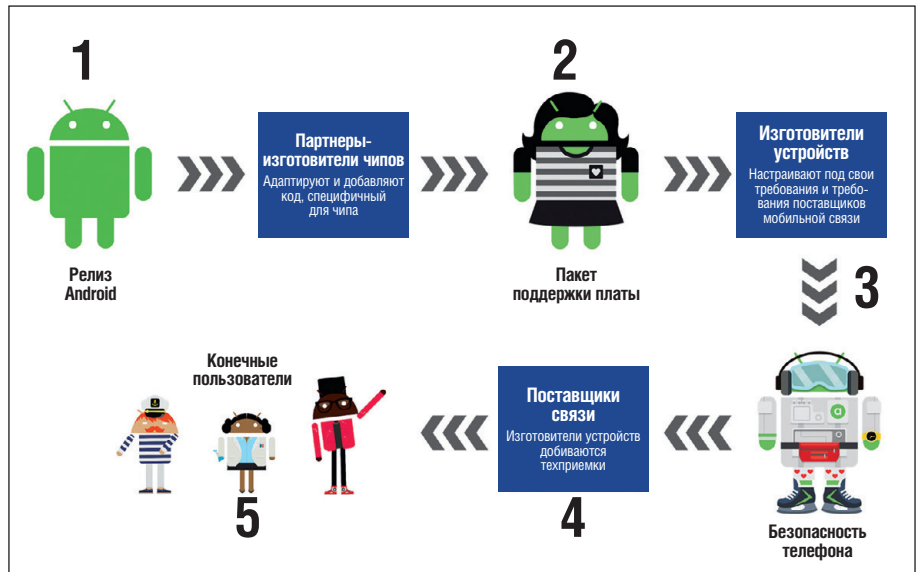 1
Релиз
Android
Партнеры-
изготовители чипов
Адаптируют и добавляют
код, специфичный
для чипа
2
Пакет
поддержки платы
Изготовители
устройств
Настраивают под свои
требования и требо-
вания поставщиков
мобильной связи
3
Безопасность
телефона
Поставщики
связи
Изготовители устройств
добиваются
техприемки
4
Конечные
пользователи
5